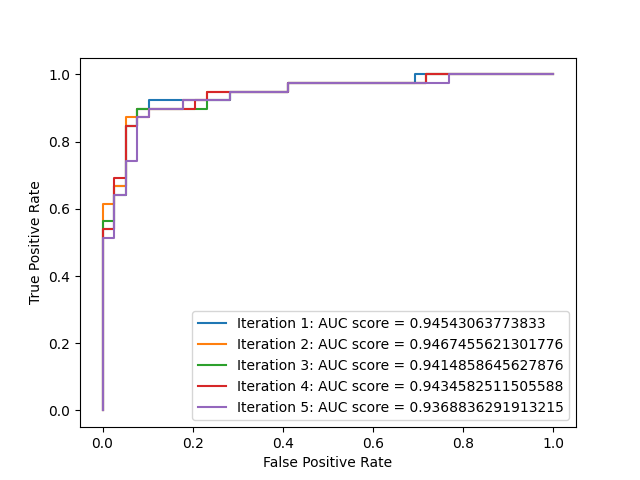 1.0
0.8
0.6
0.4
0.2
0.0
True Positive Rate
Iteration 1: AUC score = 0.94543063773833
Iteration 2: AUC score = 0.9467455621301776
Iteration 3: AUC score = 0.9414858645627876
Iteration 4: AUC score = 0.9434582511505588
Iteration 5: AUC score = 0.9368836291913215
0.0 0.2 0.4 0.6 0.8 1.0
False Positive Rate